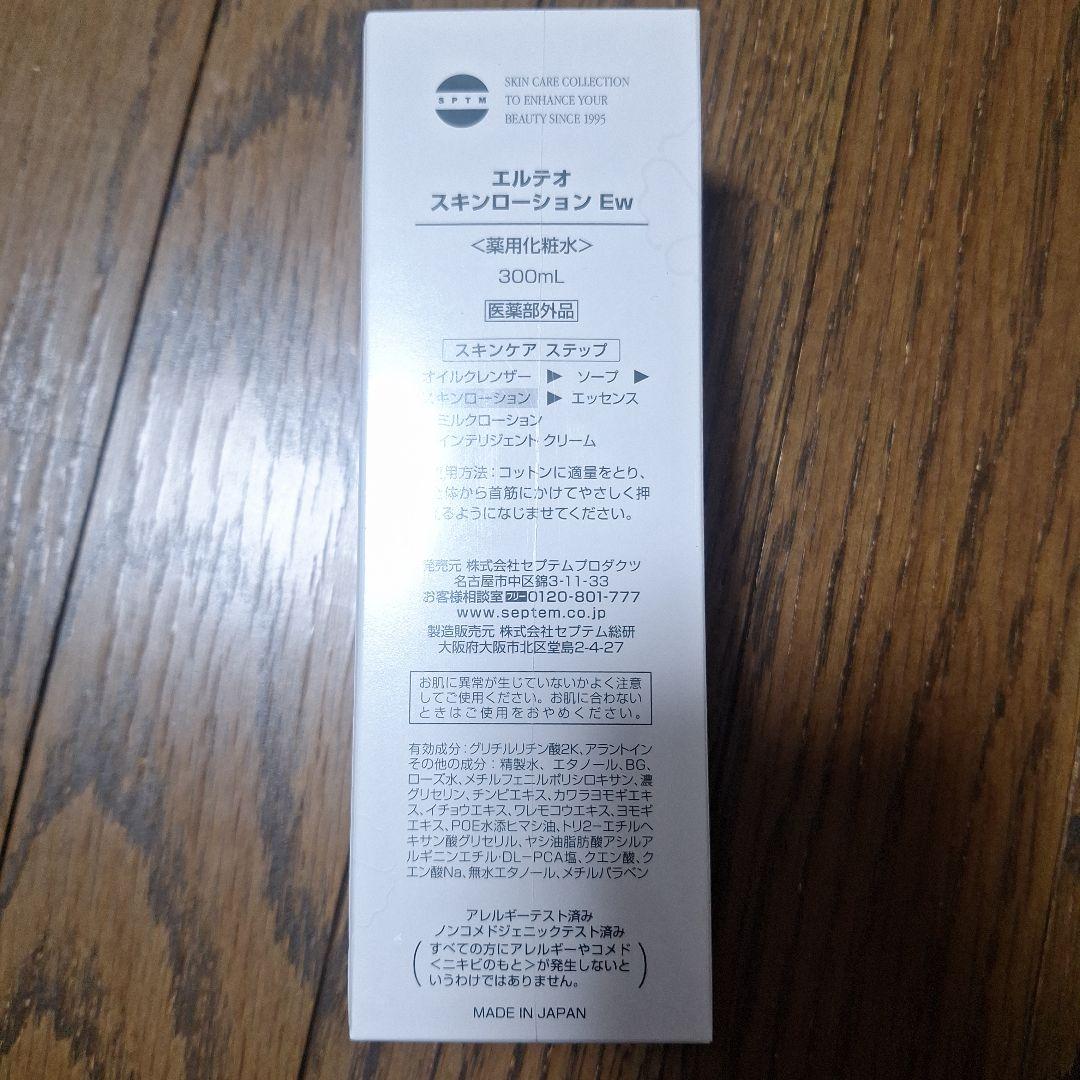 SPTM
SKIN CARE COLLECTION
TO ENHANCE YOUR
BEAUTY SINCE 1995
エルテオ
スキンローション Ew
＜薬用化粧水＞
300mL
医薬部外品
スキンケア ステップ
オイルクレンザー ▶ ソープ ▶
スキンローション ▶ エッセンス
ミルクローション
インテリジェント クリーム
用方法：コットンに適量をとり、
体から首筋にかけてやさしく押
るようになじませてください。
発売元 株式会社セプテムプロダクツ
名古屋市中区錦3-11-33
お客様相談室 フリー 0120-801-777
www.septem.co.jp
製造販売元 株式会社セプテム総研
大阪府大阪市北区堂島2-4-27
お肌に異常が生じていないかよく注意
してご使用ください。お肌に合わない
ときはご使用をおやめください。
有効成分：グリチルリチン酸2K、アラントイン
その他の成分：精製水、エタノール、BG、
ローズ水、メチルフェニルポリシロキサン、濃
グリセリン、チンピエキス、カワラヨモギエキ
ス、イチョウエキス、ワレモコウエキス、ヨモギ
エキス、POE水添ヒマシ油、トリ2－エチルヘ
キサン酸グリセリル、ヤシ油脂肪酸アシルア
ルギニンエチル・DL－PCA塩、クエン酸、ク
エン酸Na、無水エタノール、メチルパラベン
アレルギーテスト済み
ノンコメドジェニックテスト済み
（すべての方にアレルギーやコメド
＜ニキビのもと＞が発生しないと
いうわけではありません。）
MADE IN JAPAN